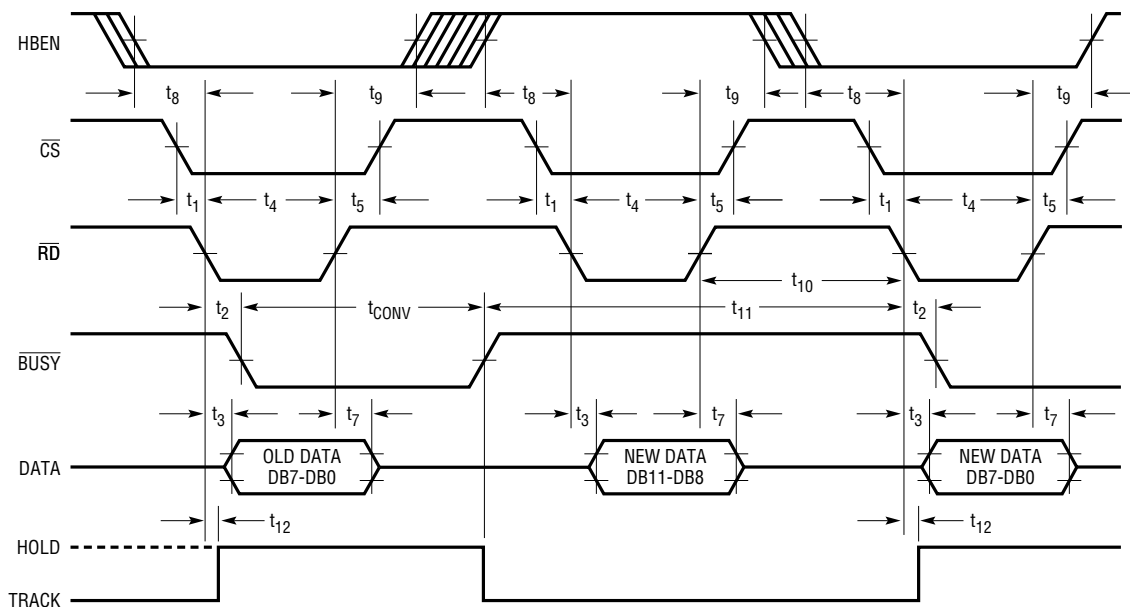 HBEN
t8 t9 t8 t9 t8 t9
CS
t1 t4 t5 t1 t4 t5 t1 t4 t5
RD
t10
t2 tCONV t11 t2
BUSY
t3 t7 t3 t7 t3 t7
DATA
OLD DATA
DB7-DB0
NEW DATA
DB11-DB8
NEW DATA
DB7-DB0
t12 t12
HOLD
TRACK